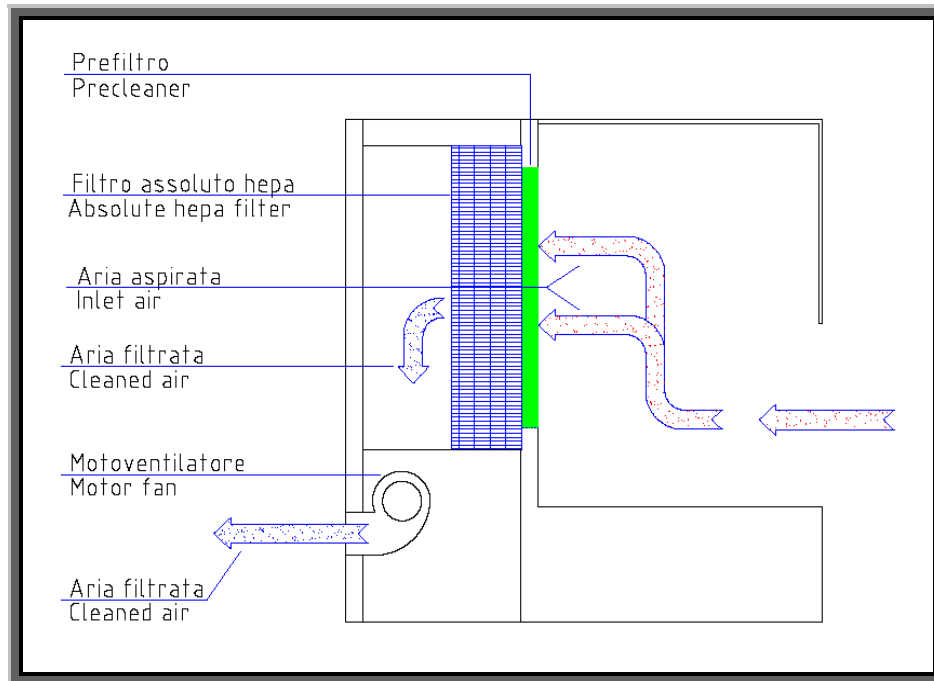 Prefiltro
Precleaner
Filtro assoluto hepa
Absolute hepa filter
Aria aspirata
Inlet air
Aria filtrata
Cleaned air
Motoventilatore
Motor fan
Aria filtrata
Cleaned air